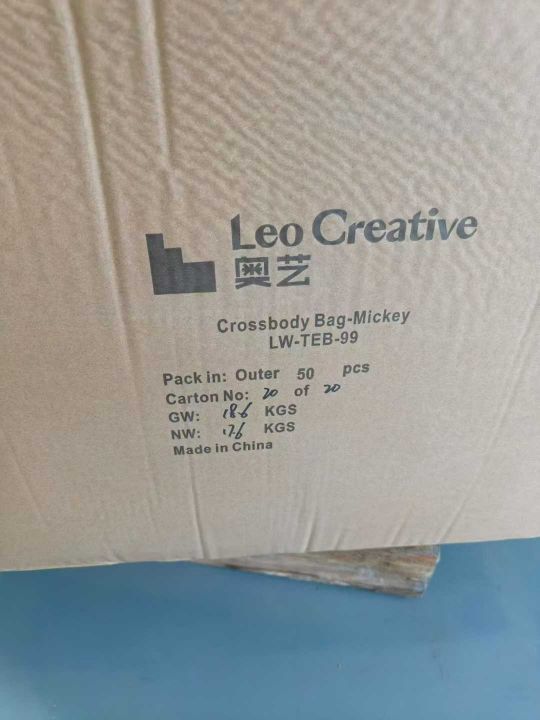 Leo Creative
奥艺
Crossbody Bag-Mickey
LW-TEB-99
Pack in: Outer 50 pcs
Carton No: 20 of 20
GW: 18.6 KGS
NW: 17.6 KGS
Made in China